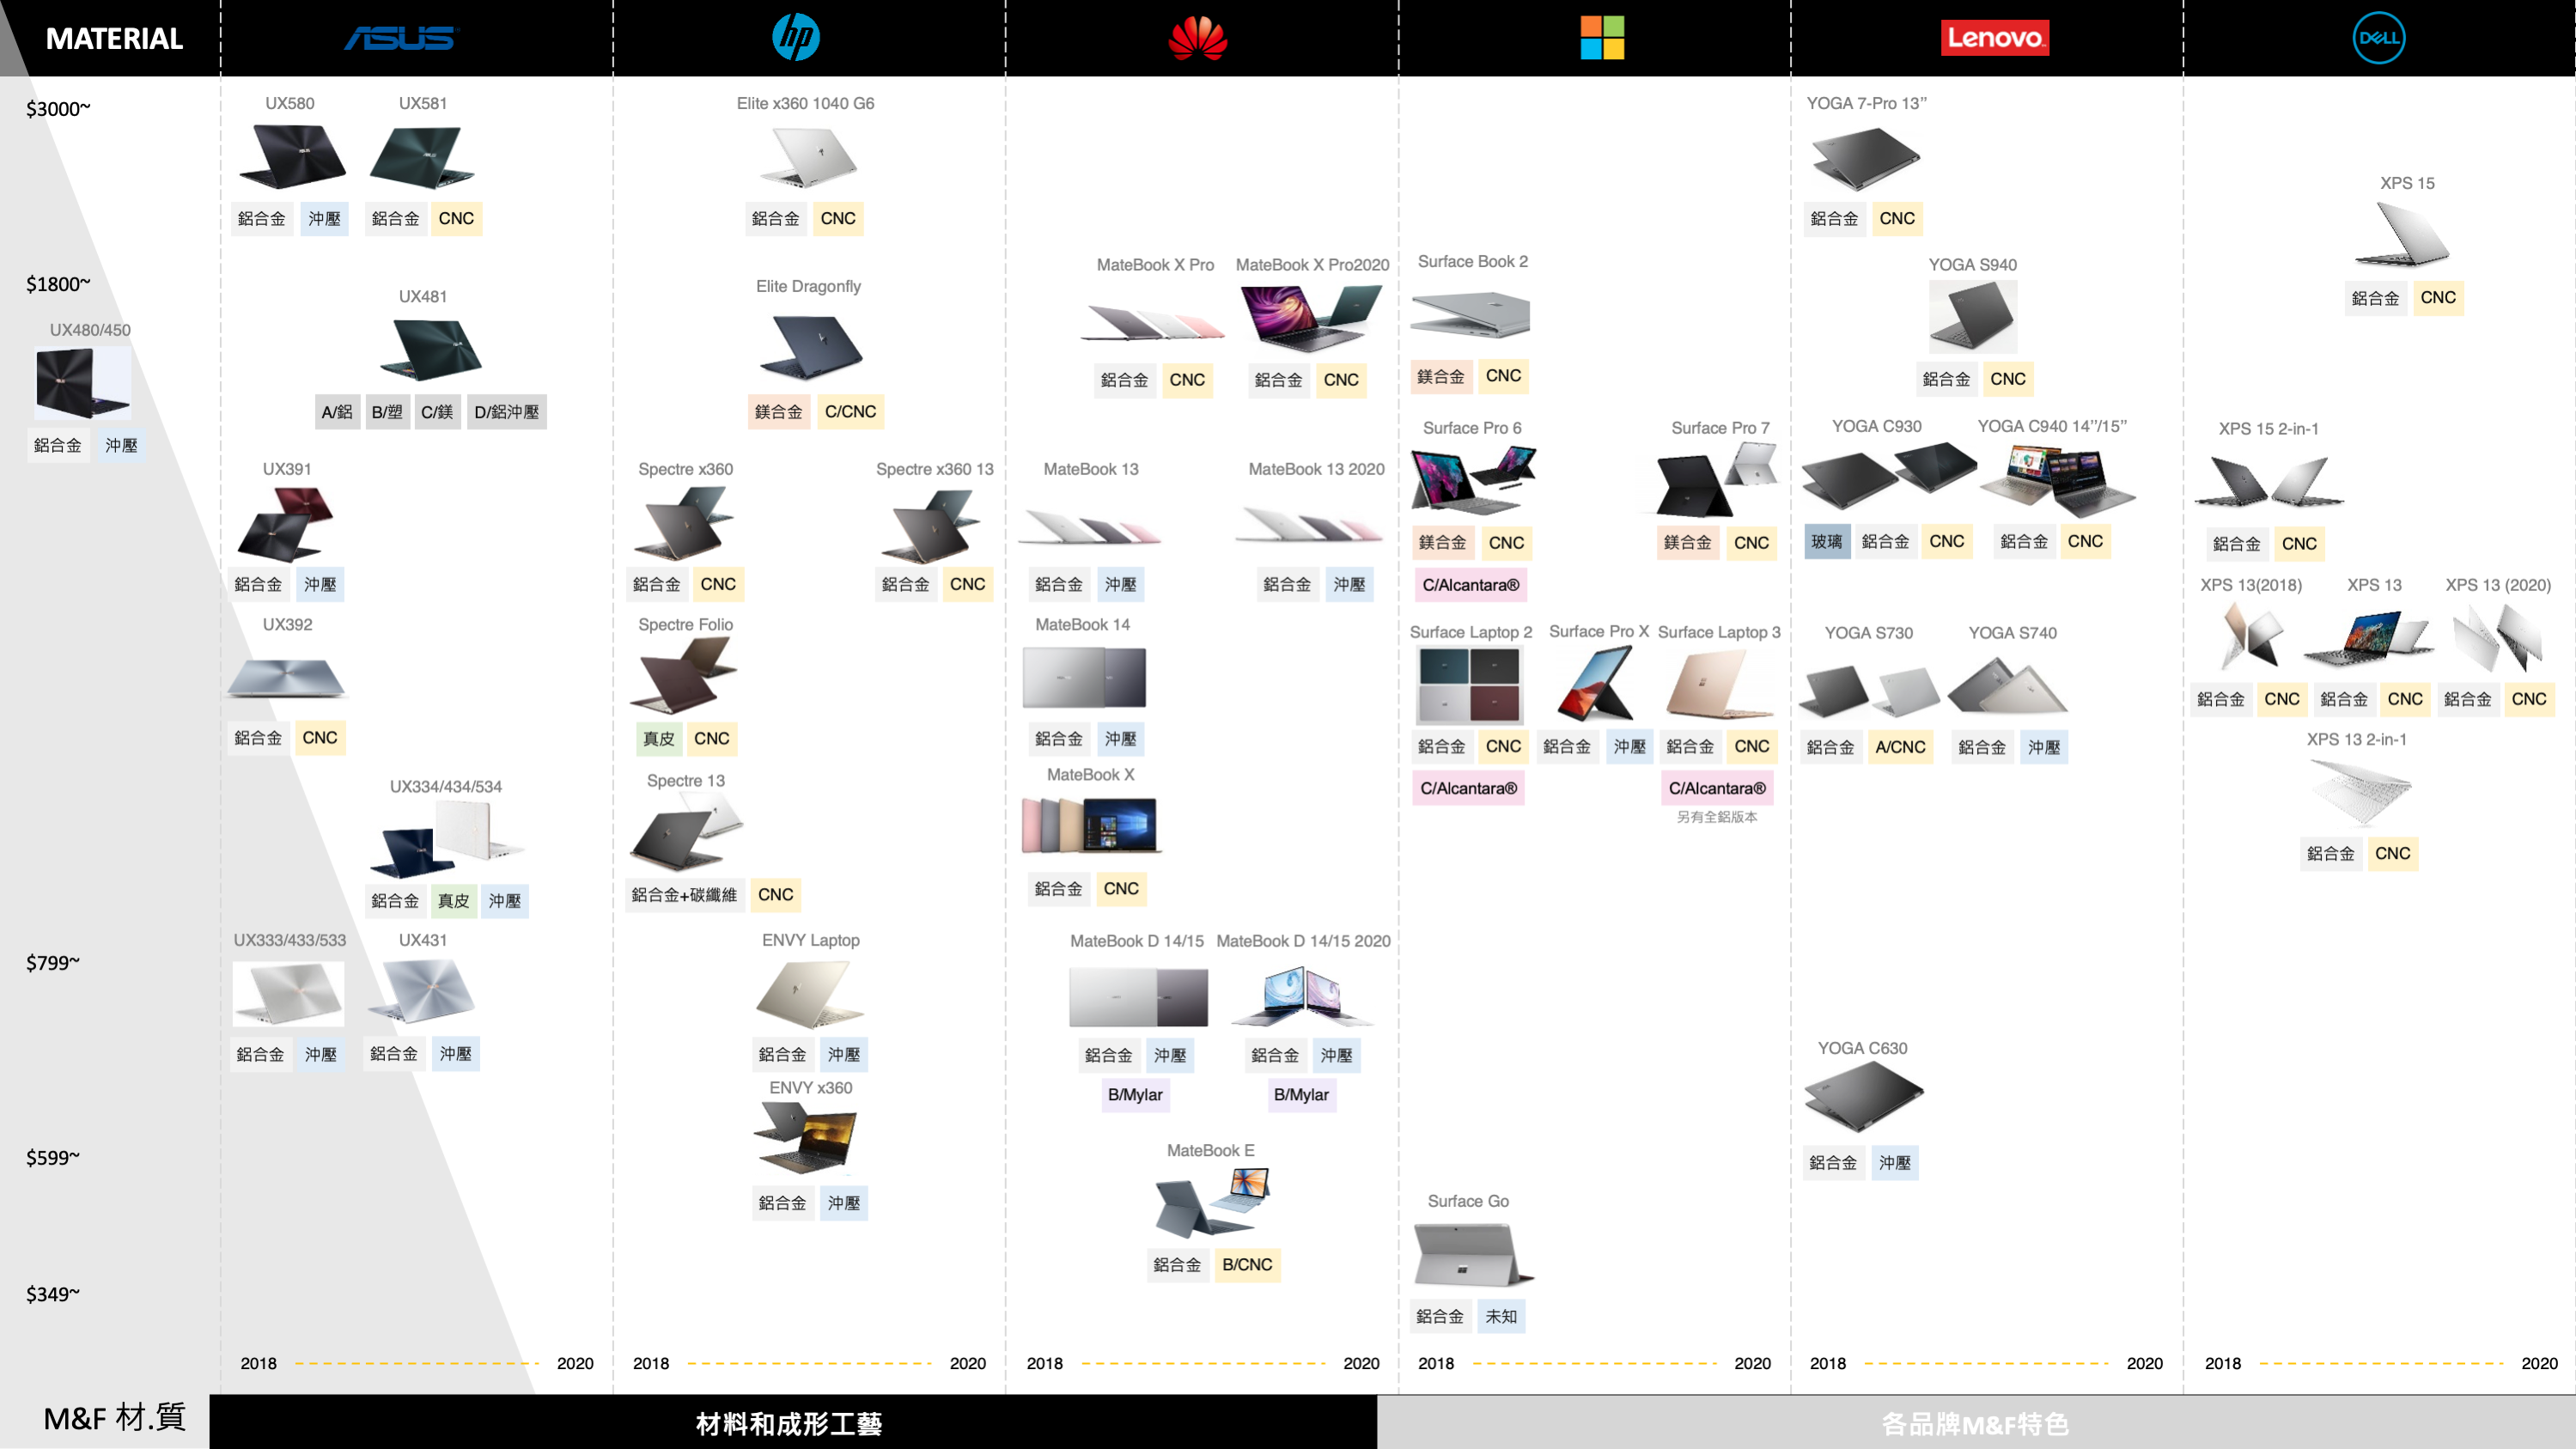 MATERIAL
ASUS
hp
Lenovo
DELL
$3000~
$1800~
$799~
$599~
$349~
UX480/450
鋁合金 沖壓
UX580
鋁合金 沖壓
UX581
鋁合金 CNC
UX481
A/鋁 B/塑 C/鎂 D/鋁沖壓
UX391
鋁合金 沖壓
UX392
鋁合金 CNC
UX334/434/534
鋁合金 真皮 沖壓
UX333/433/533
鋁合金 沖壓
UX431
鋁合金 沖壓
2018 2020
Elite x360 1040 G6
鋁合金 CNC
Elite Dragonfly
鎂合金 C/CNC
Spectre x360
鋁合金 CNC
Spectre x360 13
鋁合金 CNC
Spectre Folio
真皮 CNC
Spectre 13
鋁合金+碳纖維 CNC
ENVY Laptop
鋁合金 沖壓
ENVY x360
鋁合金 沖壓
2018 2020
MateBook X Pro
鋁合金 CNC
MateBook X Pro2020
鋁合金 CNC
MateBook 13
鋁合金 沖壓
MateBook 13 2020
鋁合金 沖壓
MateBook 14
鋁合金 沖壓
MateBook X
鋁合金 CNC
MateBook D 14/15
鋁合金 沖壓
B/Mylar
MateBook D 14/15 2020
鋁合金 沖壓
B/Mylar
MateBook E
鋁合金 B/CNC
2018 2020
Surface Book 2
鎂合金 CNC
Surface Pro 6
鎂合金 CNC
C/Alcantara®
Surface Pro 7
鎂合金 CNC
Surface Laptop 2
鋁合金 CNC
C/Alcantara®
Surface Pro X
鋁合金 沖壓
Surface Laptop 3
鋁合金 CNC
C/Alcantara®
另有全鋁版本
Surface Go
鋁合金 未知
2018 2020
YOGA 7-Pro 13”
鋁合金 CNC
YOGA S940
鋁合金 CNC
YOGA C930
玻璃 鋁合金 CNC
YOGA C940 14”/15”
鋁合金 CNC
YOGA S730
鋁合金 A/CNC
YOGA S740
鋁合金 沖壓
YOGA C630
鋁合金 沖壓
2018 2020
XPS 15
鋁合金 CNC
XPS 15 2-in-1
鋁合金 CNC
XPS 13(2018)
鋁合金 CNC
XPS 13
鋁合金 CNC
XPS 13 (2020)
鋁合金 CNC
XPS 13 2-in-1
鋁合金 CNC
2018 2020
M&F 材.質
材料和成形工藝
各品牌M&F特色